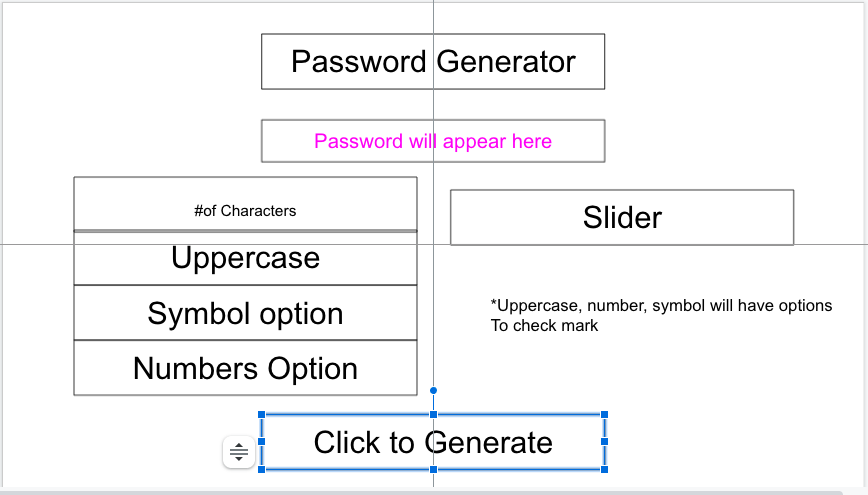 Password Generator
Password will appear here
#of Characters
Slider
Uppercase
Symbol option
*Uppercase, number, symbol will have options
To check mark
Numbers Option
Click to Generate